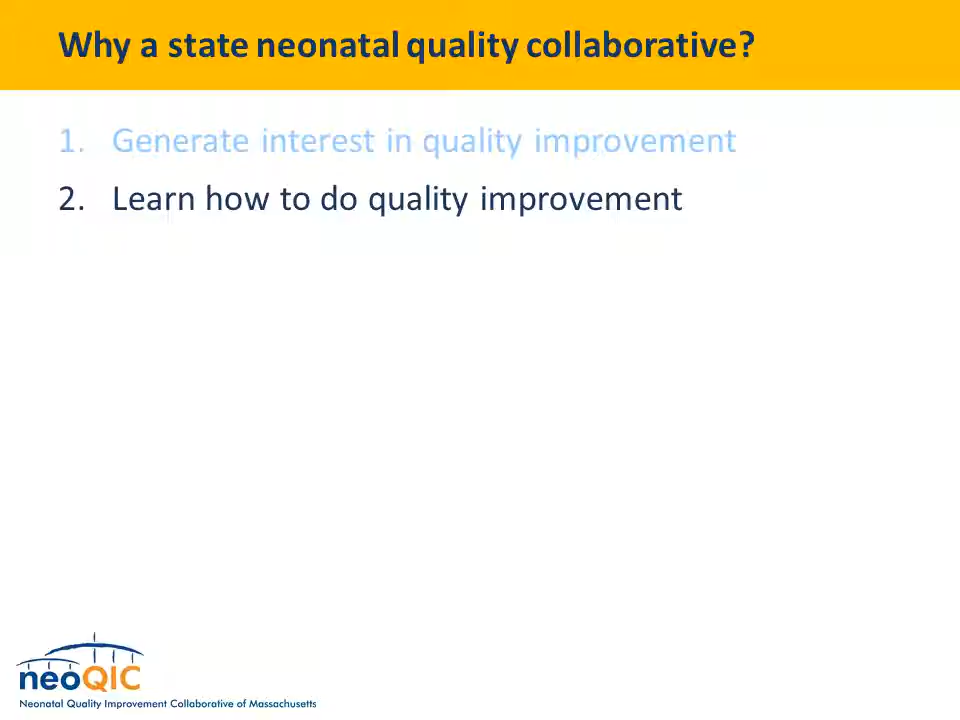 Why a state neonatal quality collaborative?
1. Generate interest in quality improvement
2. Learn how to do quality improvement
neoQIC
Neonatal Quality Improvement Collaborative of Massachusetts